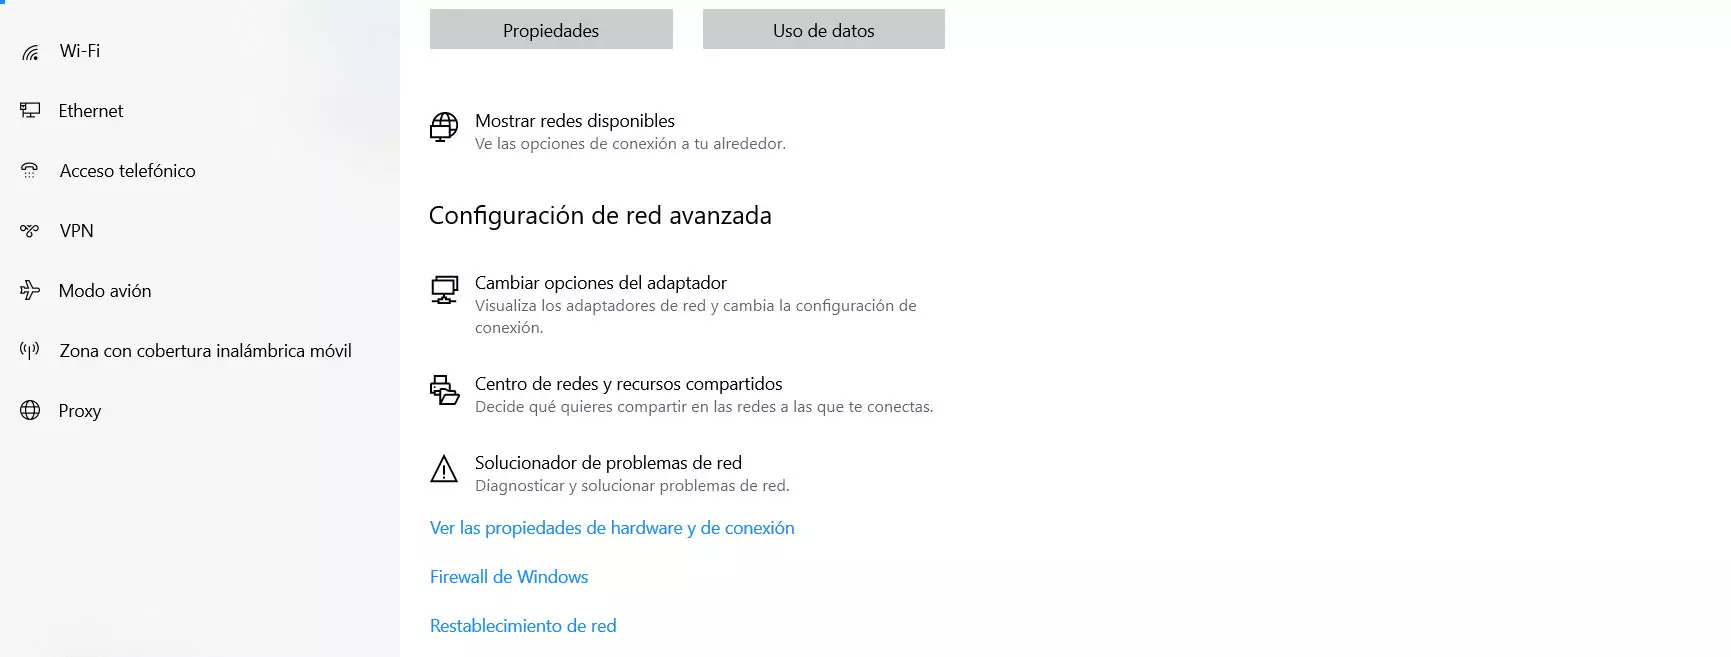 Wi-Fi
Ethernet
Acceso telefónico
VPN
Modo avión
Zona con cobertura inalámbrica móvil
Proxy
Propiedades
Uso de datos
Mostrar redes disponibles
Ve las opciones de conexión a tu alrededor.
Configuración de red avanzada
Cambiar opciones del adaptador
Visualiza los adaptadores de red y cambia la configuración de
conexión.
Centro de redes y recursos compartidos
Decide qué quieres compartir en las redes a las que te conectas.
Solucionador de problemas de red
Diagnosticar y solucionar problemas de red.
Ver las propiedades de hardware y de conexión
Firewall de Windows
Restablecimiento de red